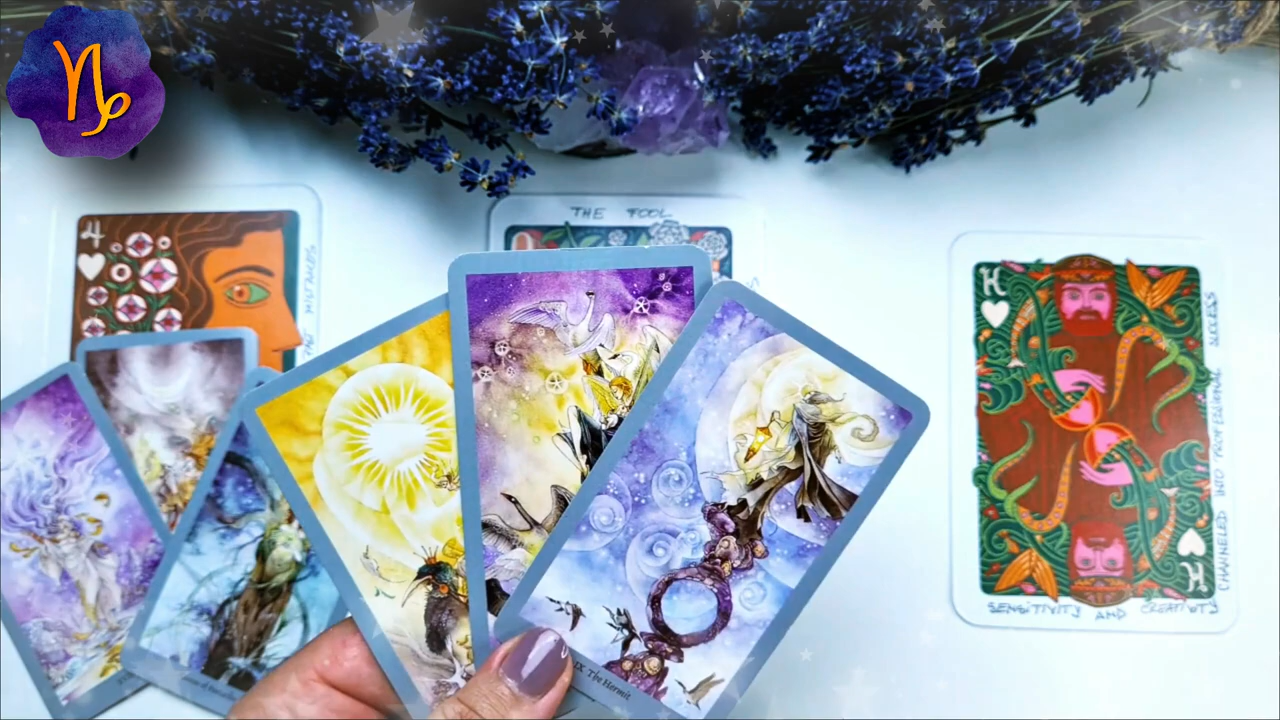 THE FOOL
4
H
SENSITIVITY AND CREATIVITY
CHANNELED INTO PROFESSIONAL SUCCESS
H
IX The Hermit